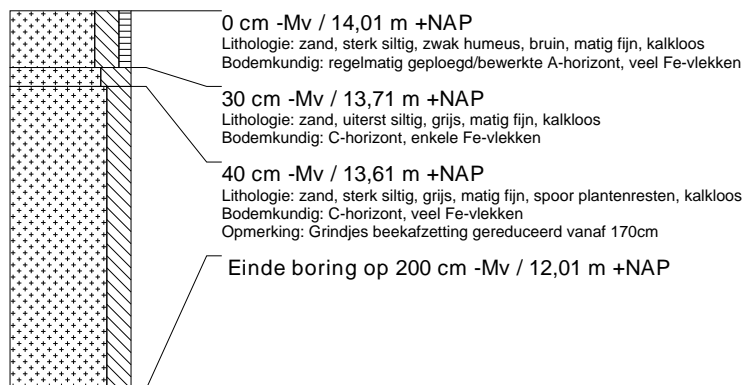 0 cm -Mv / 14,01 m +NAP
Lithologie: zand, sterk siltig, zwak humeus, bruin, matig fijn, kalkloos
Bodemkundig: regelmatig geploegd/bewerkte A-horizont, veel Fe-vlekken
30 cm -Mv / 13,71 m +NAP
Lithologie: zand, uiterst siltig, grijs, matig fijn, kalkloos
Bodemkundig: C-horizont, enkele Fe-vlekken
40 cm -Mv / 13,61 m +NAP
Lithologie: zand, sterk siltig, grijs, matig fijn, spoor plantenresten, kalkloos
Bodemkundig: C-horizont, veel Fe-vlekken
Opmerking: Grindjes beekafzetting gereduceerd vanaf 170cm
Einde boring op 200 cm -Mv / 12,01 m +NAP